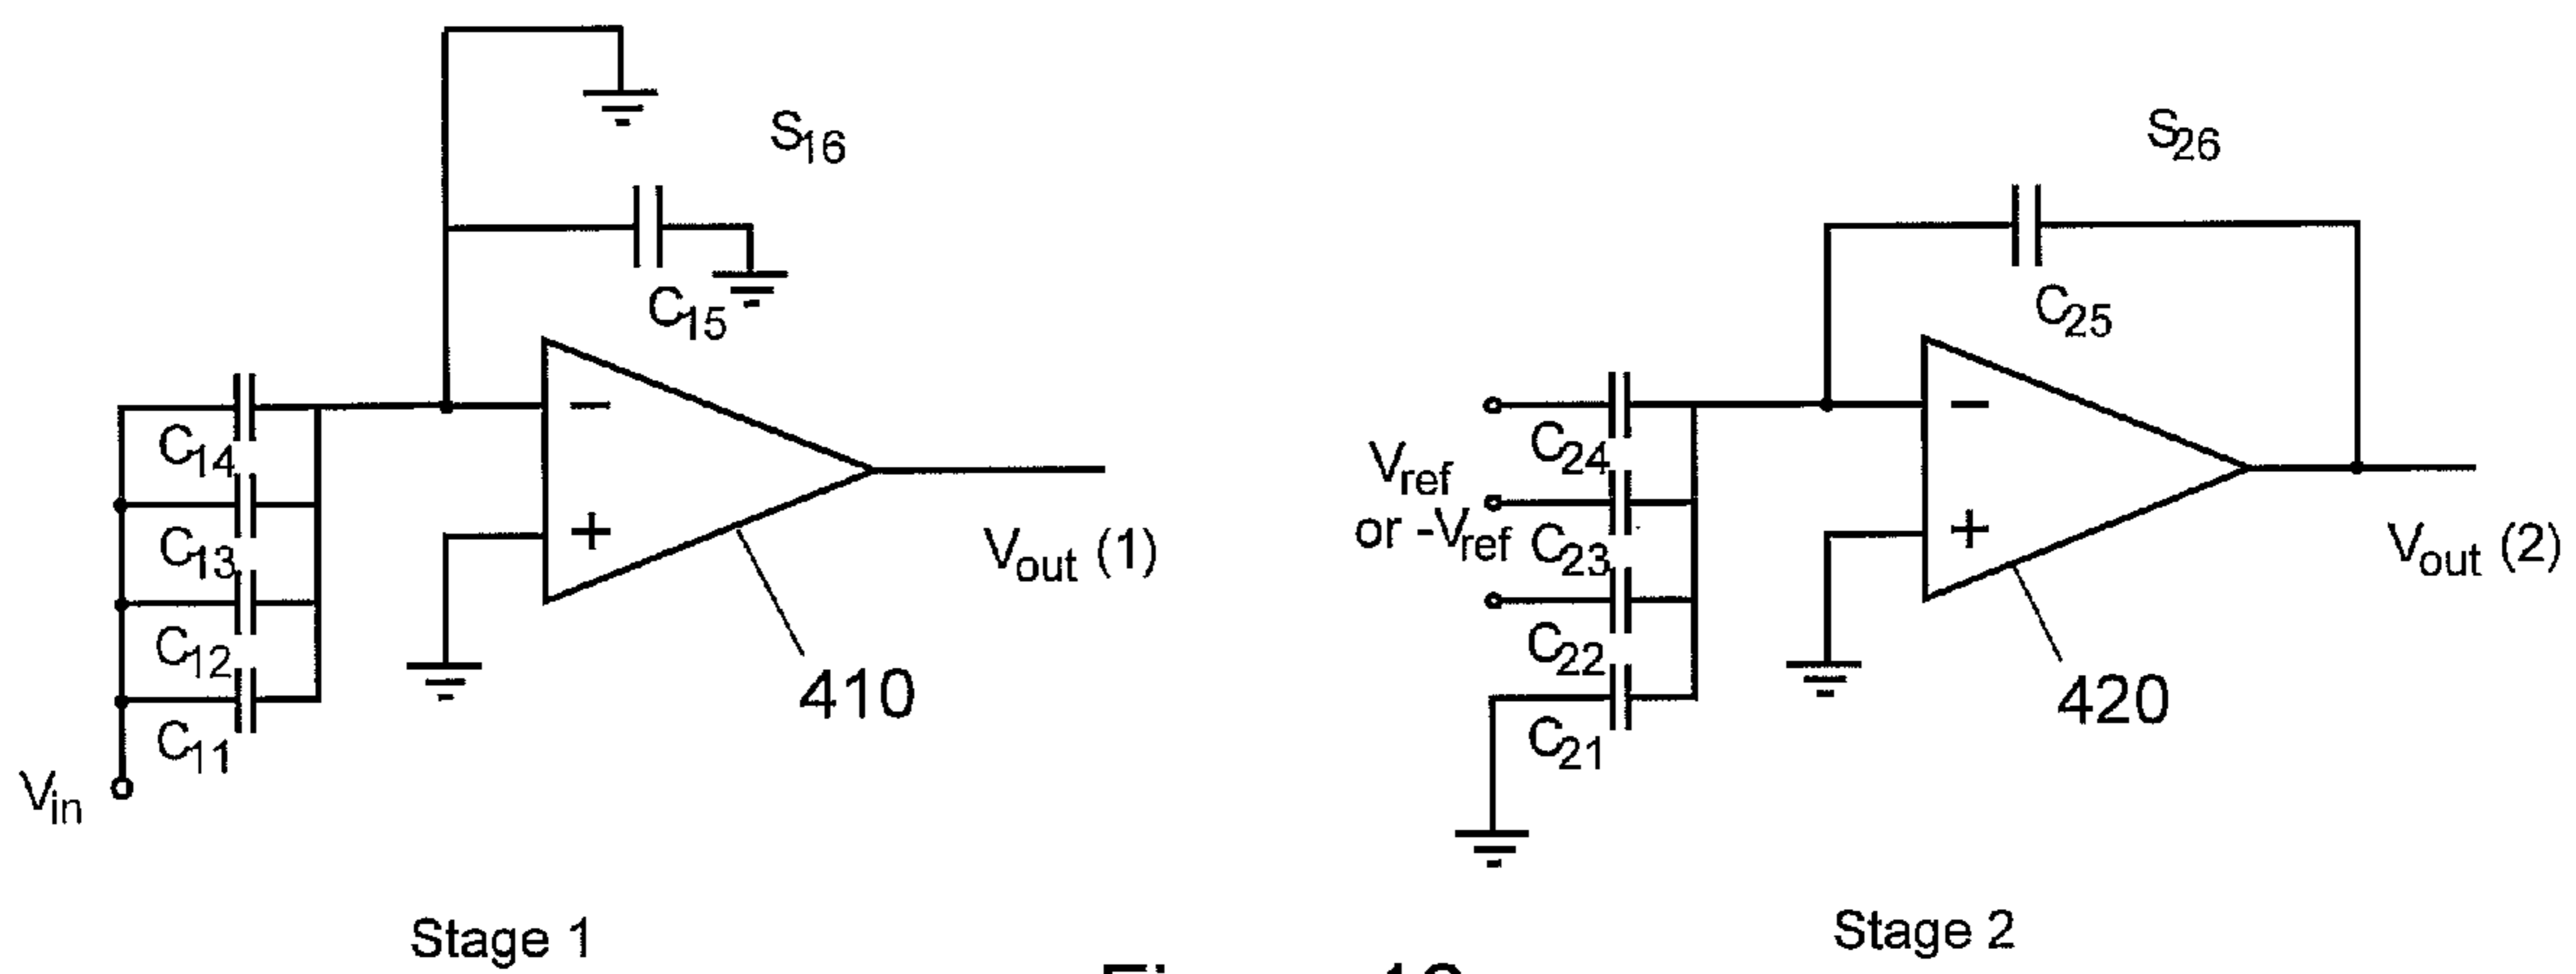 S16
C15
C14
C13
C12
C11
Vin
410
Vout (1)
Stage 1
S26
C25
Vref
or -Vref
C24
C23
C22
C21
420
Vout (2)
Stage 2